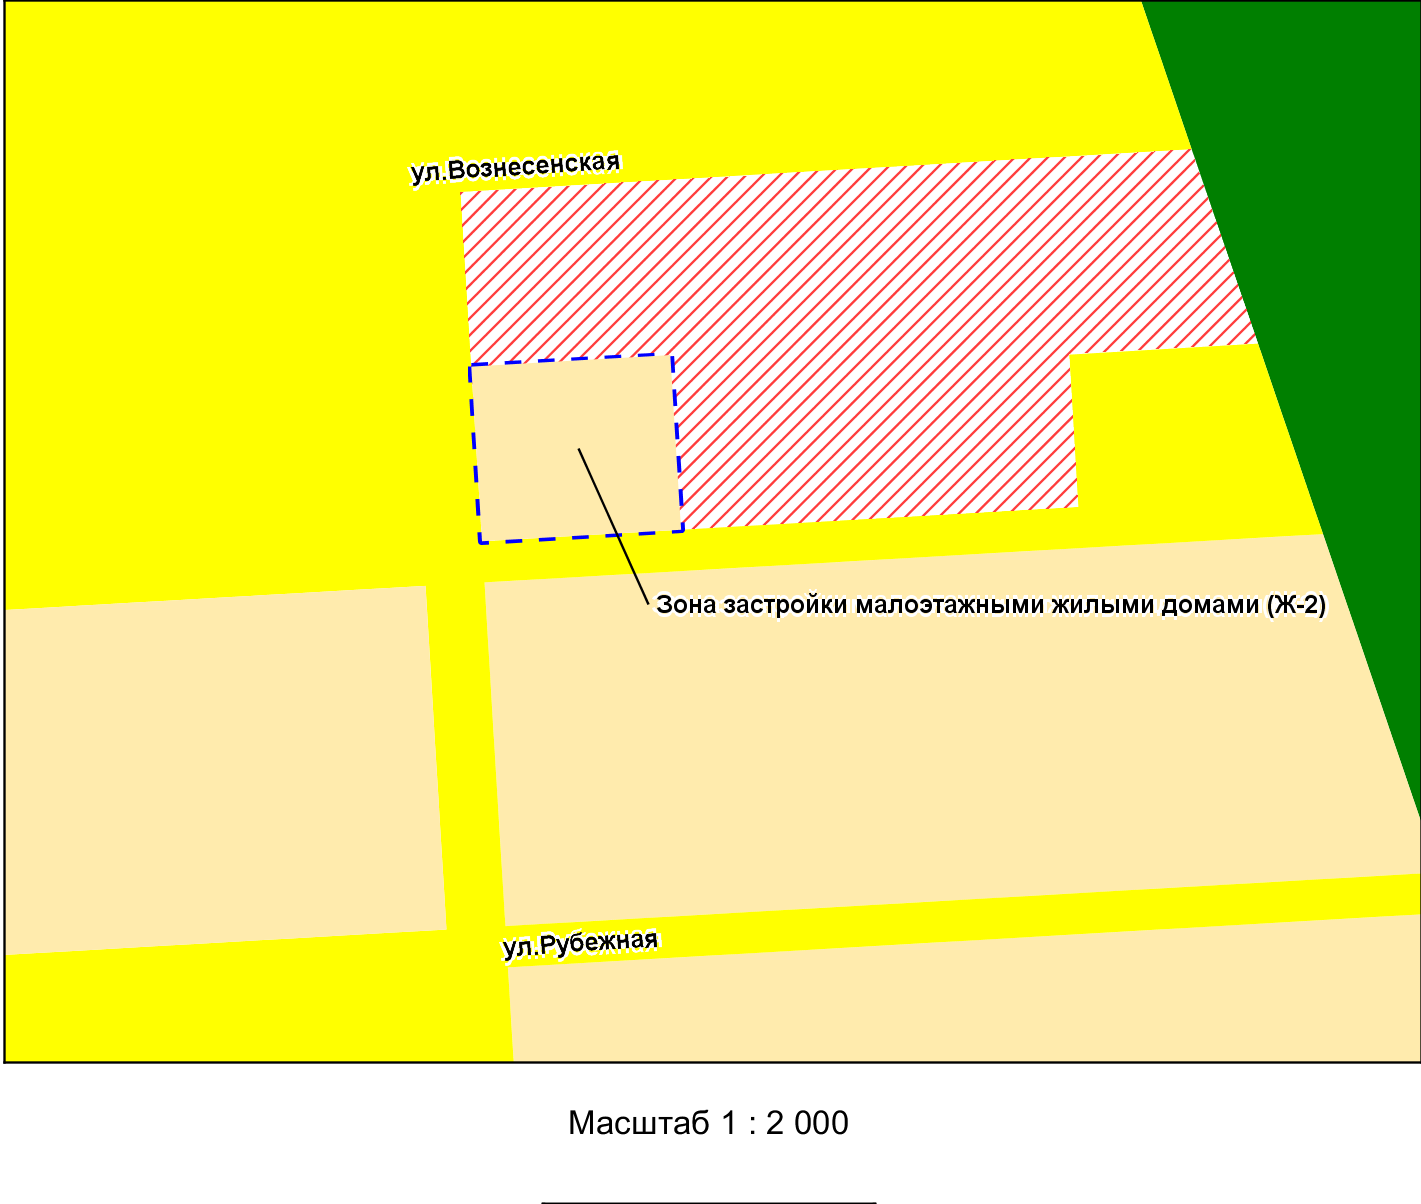 ул.Вознесенская
Зона застройки малоэтажными жилыми домами (Ж-2)
ул.Рубежная
Масштаб 1 : 2 000